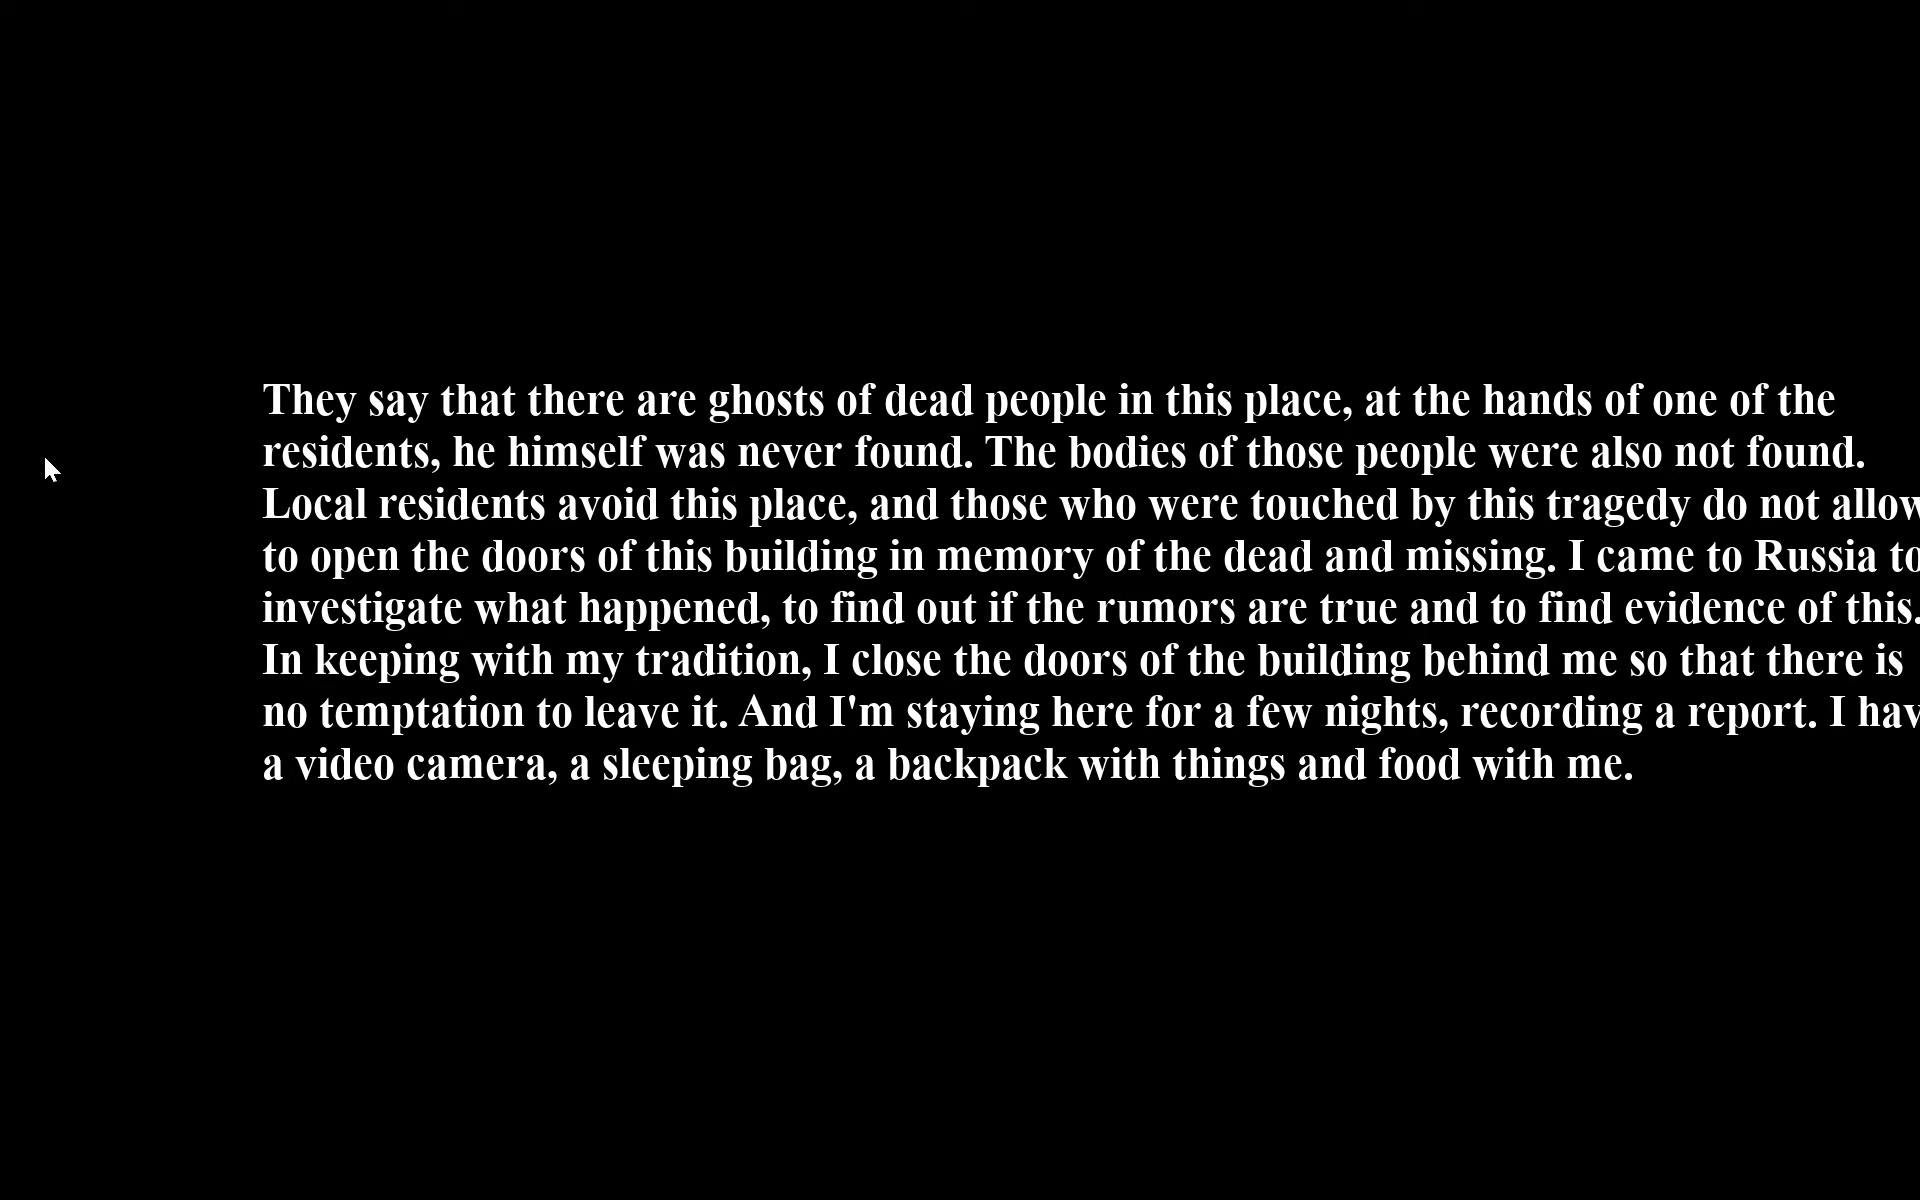 They say that there are ghosts of dead people in this place, at the hands of one of the
residents, he himself was never found. The bodies of those people were also not found.
Local residents avoid this place, and those who were touched by this tragedy do not allow
to open the doors of this building in memory of the dead and missing. I came to Russia to
investigate what happened, to find out if the rumors are true and to find evidence of this.
In keeping with my tradition, I close the doors of the building behind me so that there is
no temptation to leave it. And I'm staying here for a few nights, recording a report. I hav
a video camera, a sleeping bag, a backpack with things and food with me.